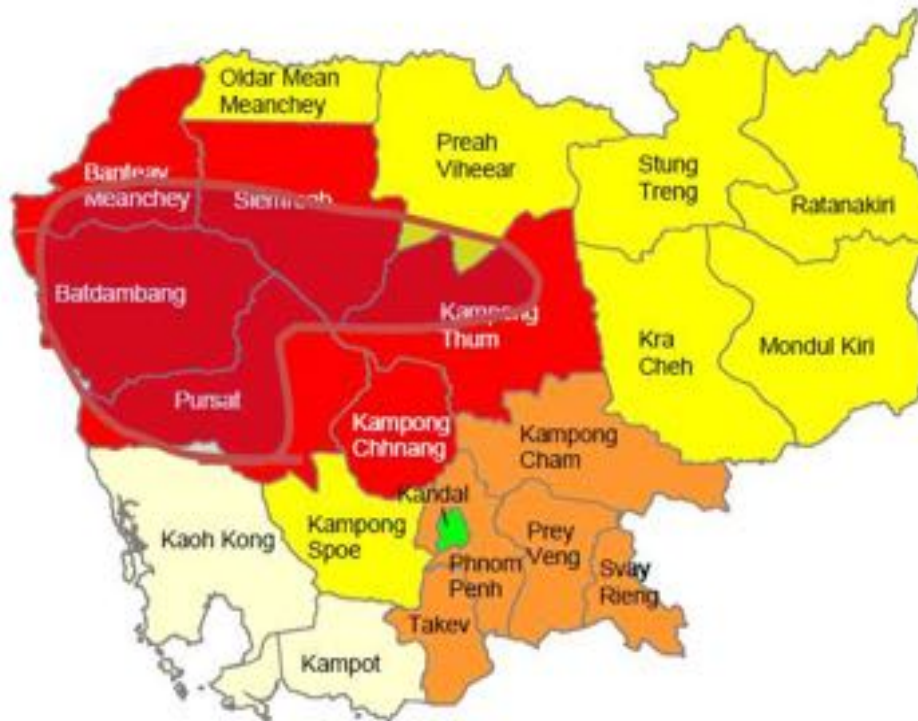 Oldar Mean
Meanchey
Preah
Viheear
Stung
Treng
Ratanakiri
Banteay
Meanchey
Siemreab
Batdambang
Kampong
Thum
Kra
Cheh
Mondul Kiri
Pursat
Kampong
Chhnang
Kampong
Cham
Kandal
Kaoh Kong
Kampong
Spoe
Prey
Veng
Phnom
Penh
Svay
Rieng
Takev
Kampot